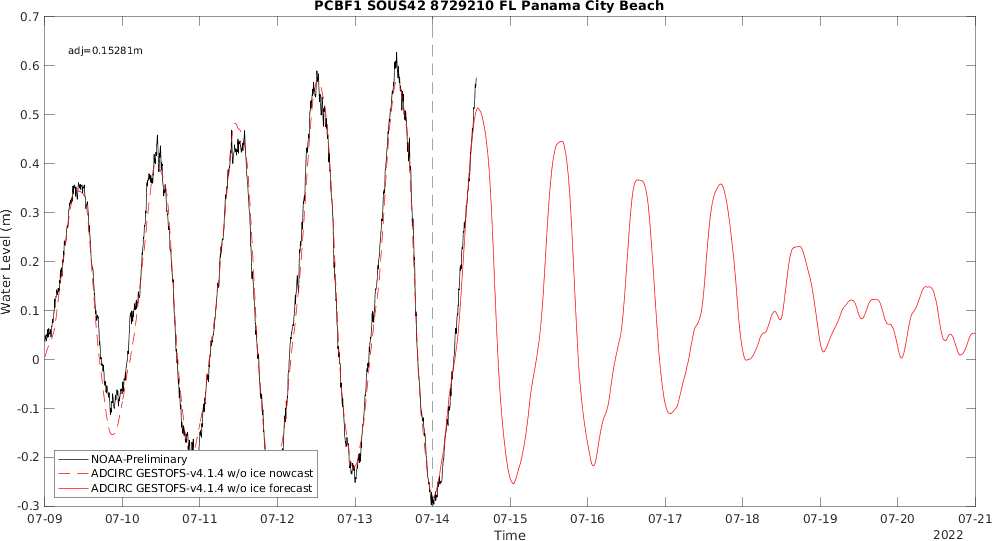 PCBF1 SOUS42 8729210 FL Panama City Beach
adj=0.15281m
0.7
0.6
0.5
0.4
0.3
0.2
0.1
0
-0.1
-0.2
-0.3
Water Level (m)
NOAA-Preliminary
ADCIRC GESTOFS-v4.1.4 w/o ice nowcast
ADCIRC GESTOFS-v4.1.4 w/o ice forecast
07-09 07-10 07-11 07-12 07-13 07-14 07-15 07-16 07-17 07-18 07-19 07-20 07-21
Time
2022